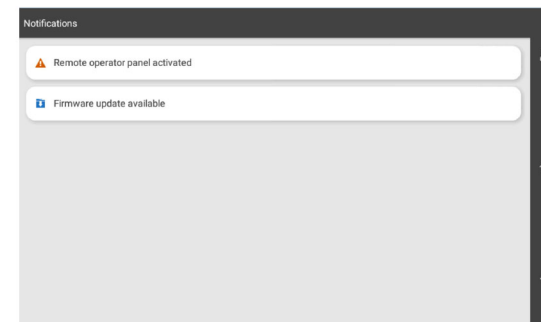 Notifications
Remote operator panel activated
Firmware update available